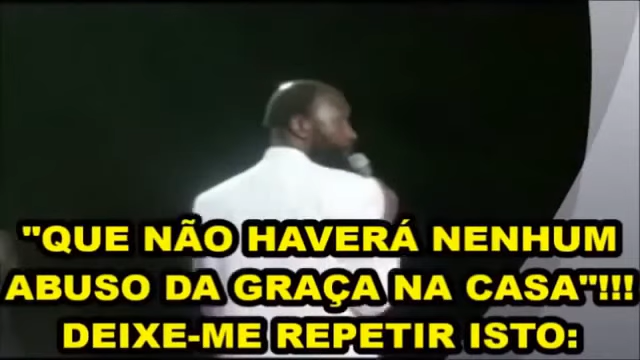 "QUE NÃO HAVERÁ NENHUM
ABUSO DA GRAÇA NA CASA"!!!
DEIXE-ME REPETIR ISTO: